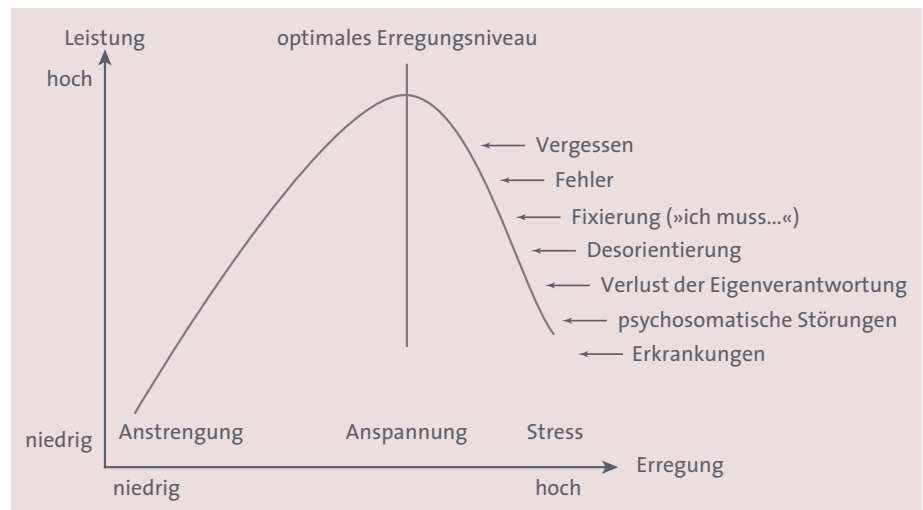 Leistung
optimales Erregungsniveau
hoch
Vergessen
Fehler
Fixierung (»ich muss...«)
Desorientierung
Verlust der Eigenverantwortung
psychosomatische Störungen
Erkrankungen
niedrig
Anstrengung
Anspannung
Stress
Erregung
niedrig
hoch